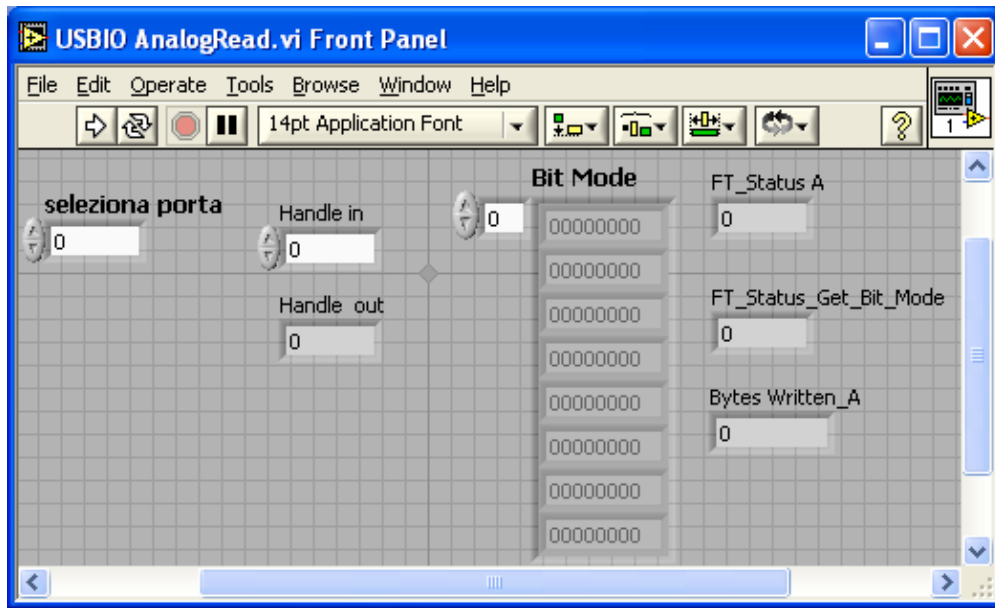 USBIO AnalogRead.vi Front Panel
File Edit Operate Tools Browse Window Help
14pt Application Font
1
seleziona porta
0
Handle in
0
Handle out
0
Bit Mode
0
00000000
00000000
00000000
00000000
00000000
00000000
00000000
00000000
FT_Status A
0
FT_Status_Get_Bit_Mode
0
Bytes Written_A
0